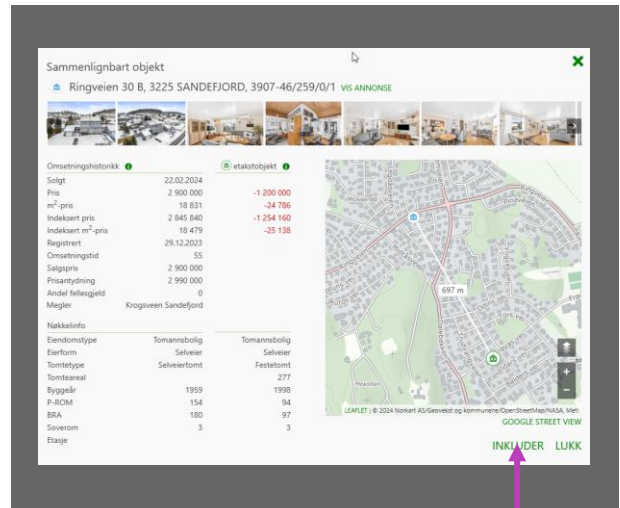 Sammenlignbart objekt
Ringveien 30 B, 3225 SANDEFJORD, 3907-46/259/0/1 VIS ANNONSE
Omsetningshistorikk etakstobjekt
Solgt 22.02.2024
Pris 2 900 000 -1 200 000
m²-pris 18 831 -24 786
Indeksert pris 2 845 840 -1 254 160
Indeksert m²-pris 18 479 -25 138
Registrert 29.12.2023
Omsetningstid 55
Salgspris 2 900 000
Prisantydning 2 990 000
Andel fellesgjeld 0
Megler Krogsveen Sandefjord
Nøkkelinfo
Eiendomstype Tomannsbolig Tomannsbolig
Eierform Selveier Selveier
Tomtetype Selveiertomt Festetomt
Tomteareal 277
Byggeår 1959 1998
P-ROM 154 94
BRA 180 97
Soverom 3 3
Etasje
697 m
+
−
LEAFLET | © 2024 Norkart AS/Geovekst og kommunene/OpenStreetMap/NASA, Meti
GOOGLE STREET VIEW
INKLUDER LUKK